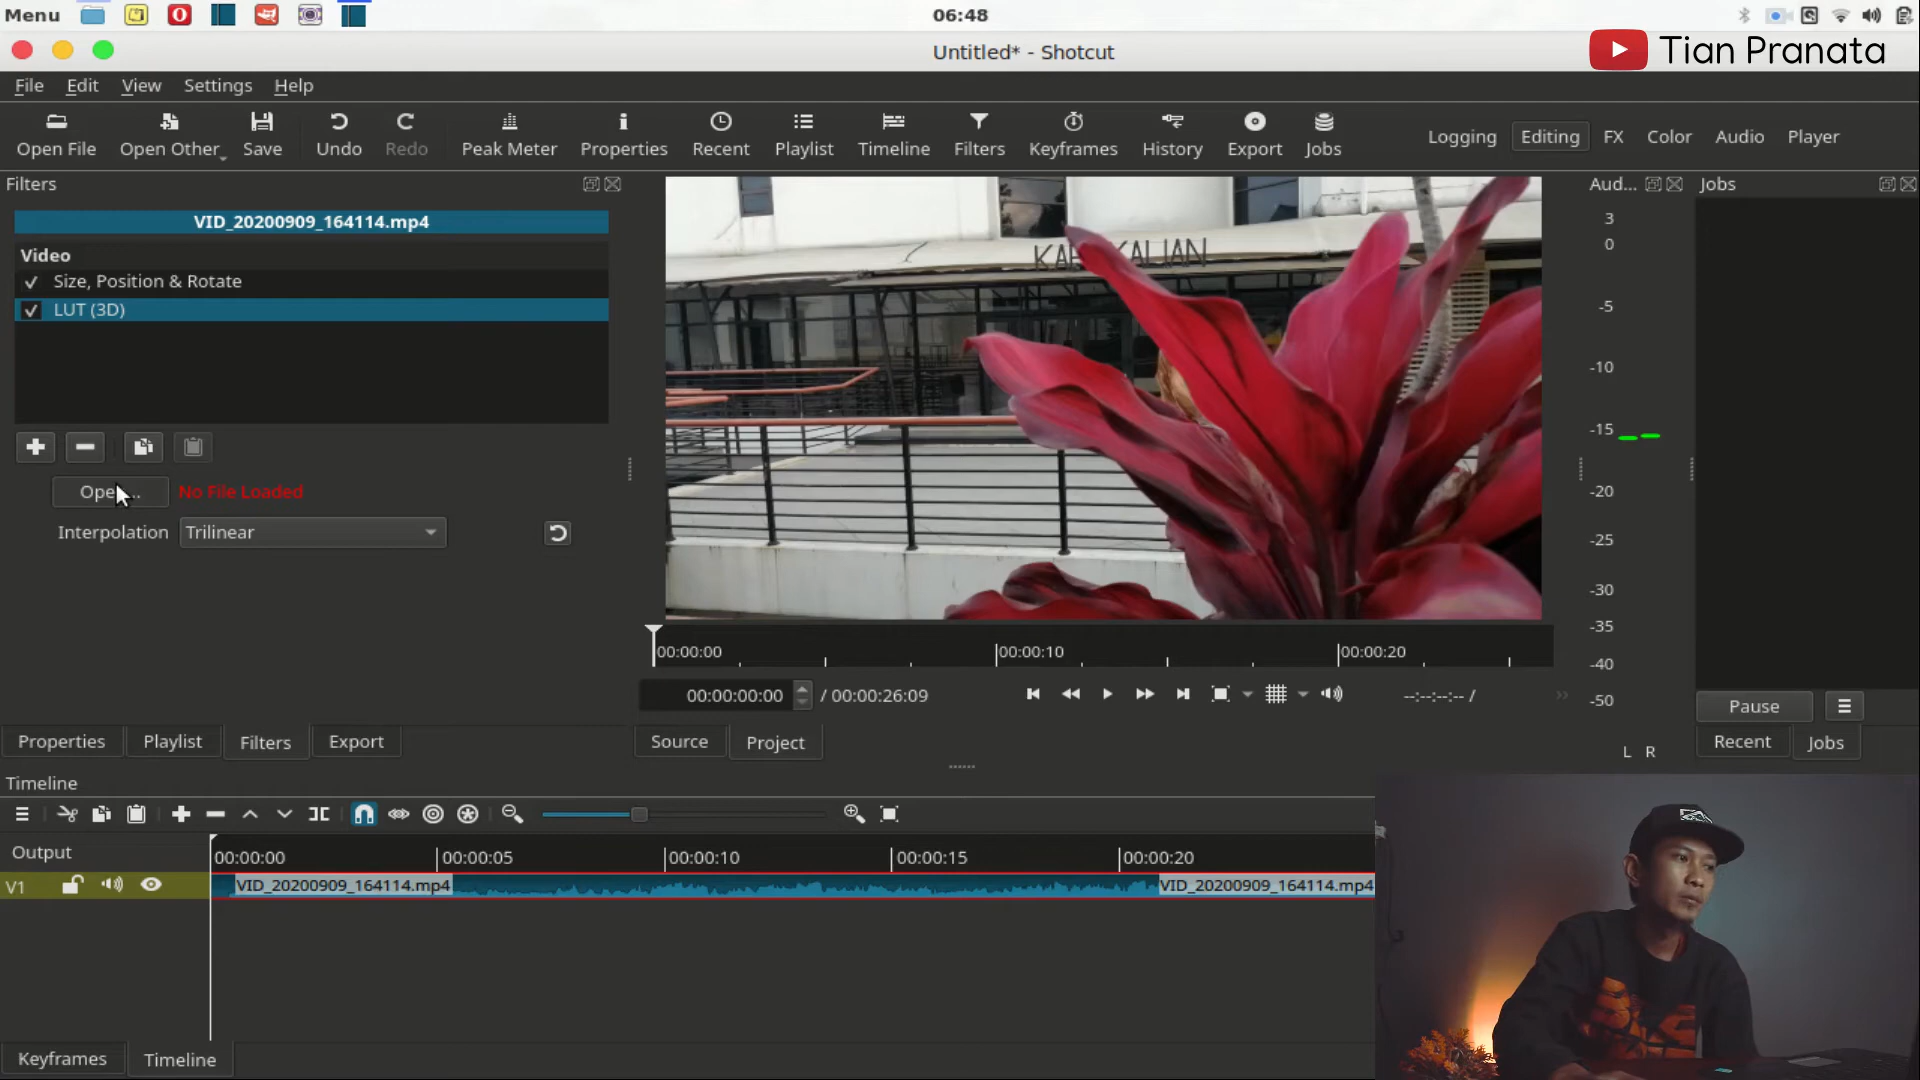 Menu
06:48
Untitled* - Shotcut
Tian Pranata
File Edit View Settings Help
Open File Open Other Save Undo Redo Peak Meter Properties Recent Playlist Timeline Filters Keyframes History Export Jobs
Logging Editing FX Color Audio Player
Filters
VID_20200909_164114.mp4
Video
Size, Position & Rotate
LUT (3D)
No File Loaded
Interpolation Trilinear
00:00:00 00:00:10 00:00:20
00:00:00:00 / 00:00:26:09 --:--:--:-- /
Properties Playlist Filters Export
Source Project
Aud...
3
0
-5
-10
-15
-20
-25
-30
-35
-40
-50
L R
Jobs
Pause
Recent Jobs
Timeline
Output
00:00:00 00:00:05 00:00:10 00:00:15 00:00:20
V1 VID_20200909_164114.mp4 VID_20200909_164114.mp4
Keyframes Timeline